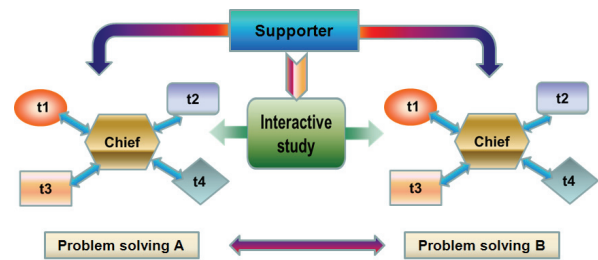 Supporter
t1
t2
Chief
t3
t4
Interactive
study
t1
t2
Chief
t3
t4
Problem solving A
Problem solving B